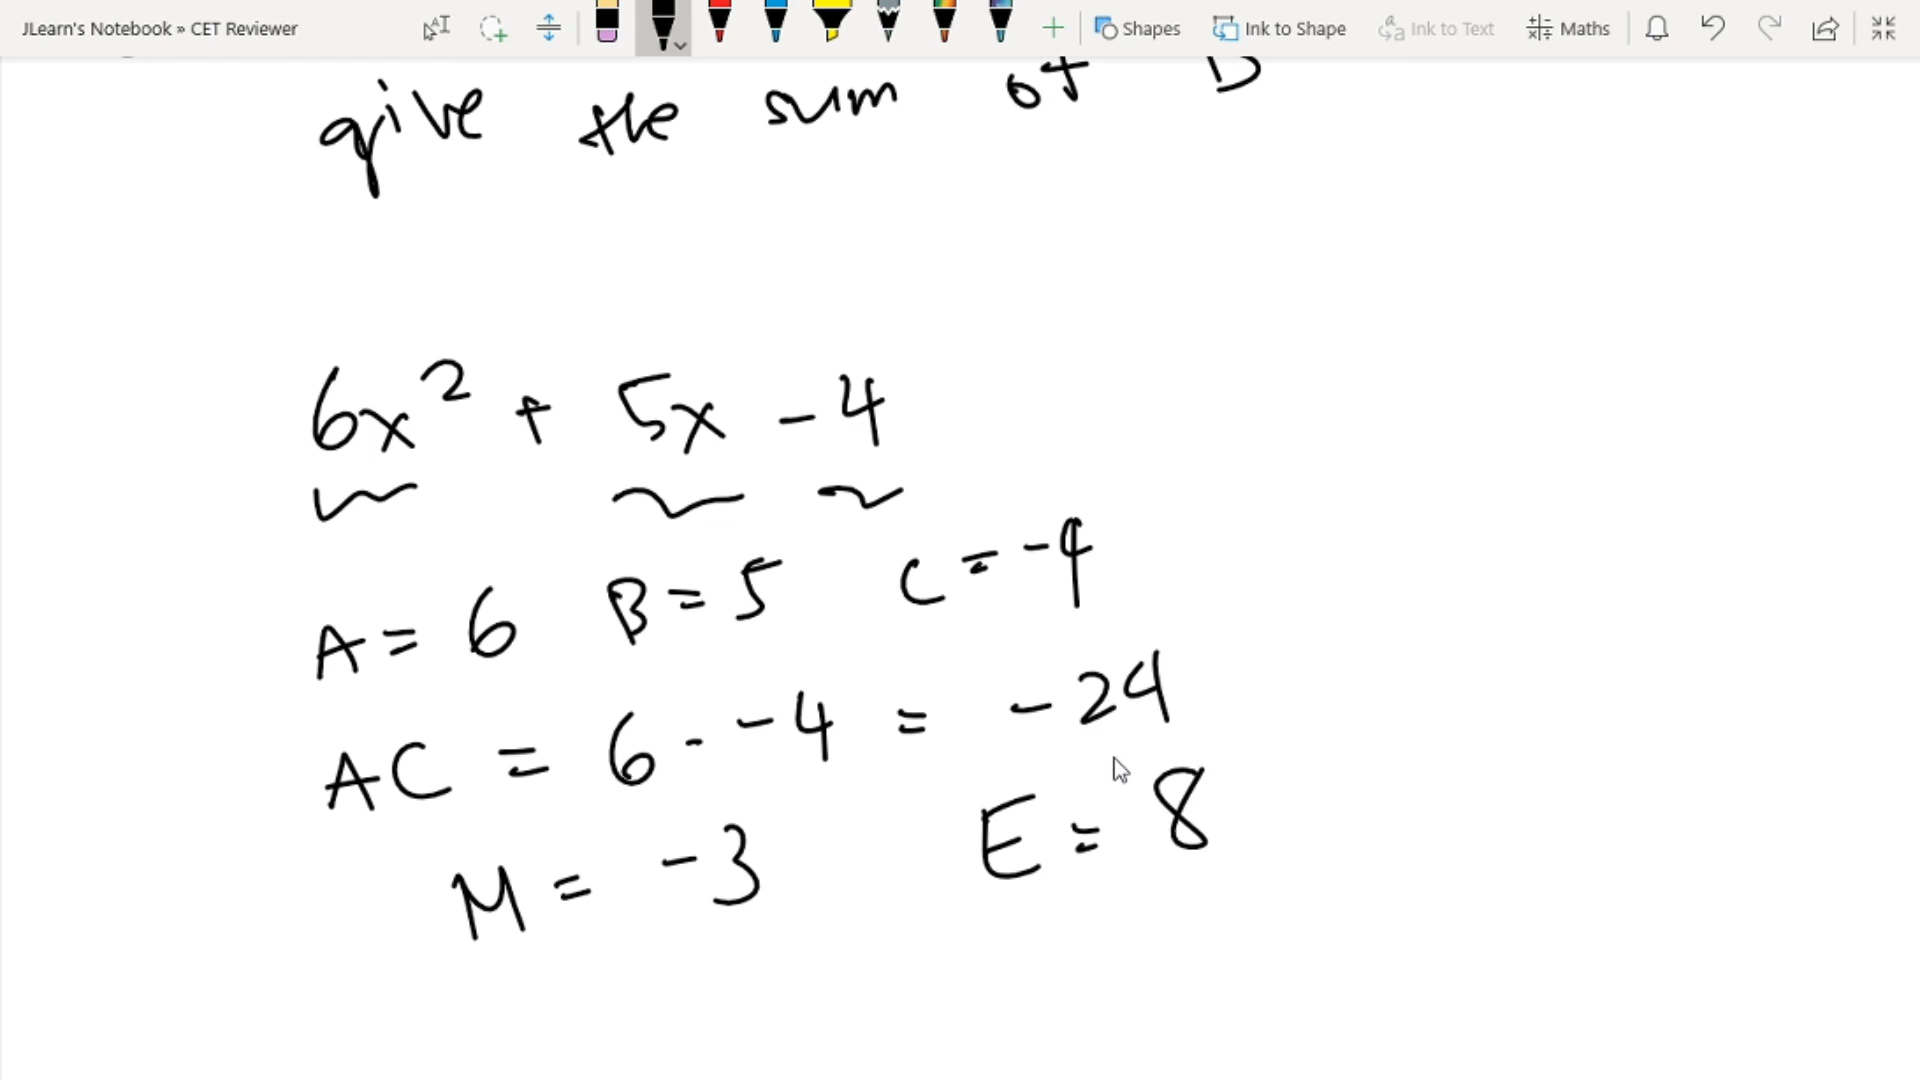 JLearn's Notebook » CET Reviewer Shapes Ink to Shape Ink to Text Maths
give the sum of B
6x² + 5x - 4
A = 6 B = 5 C = -4
AC = 6 · -4 = -24
M = -3 E = 8